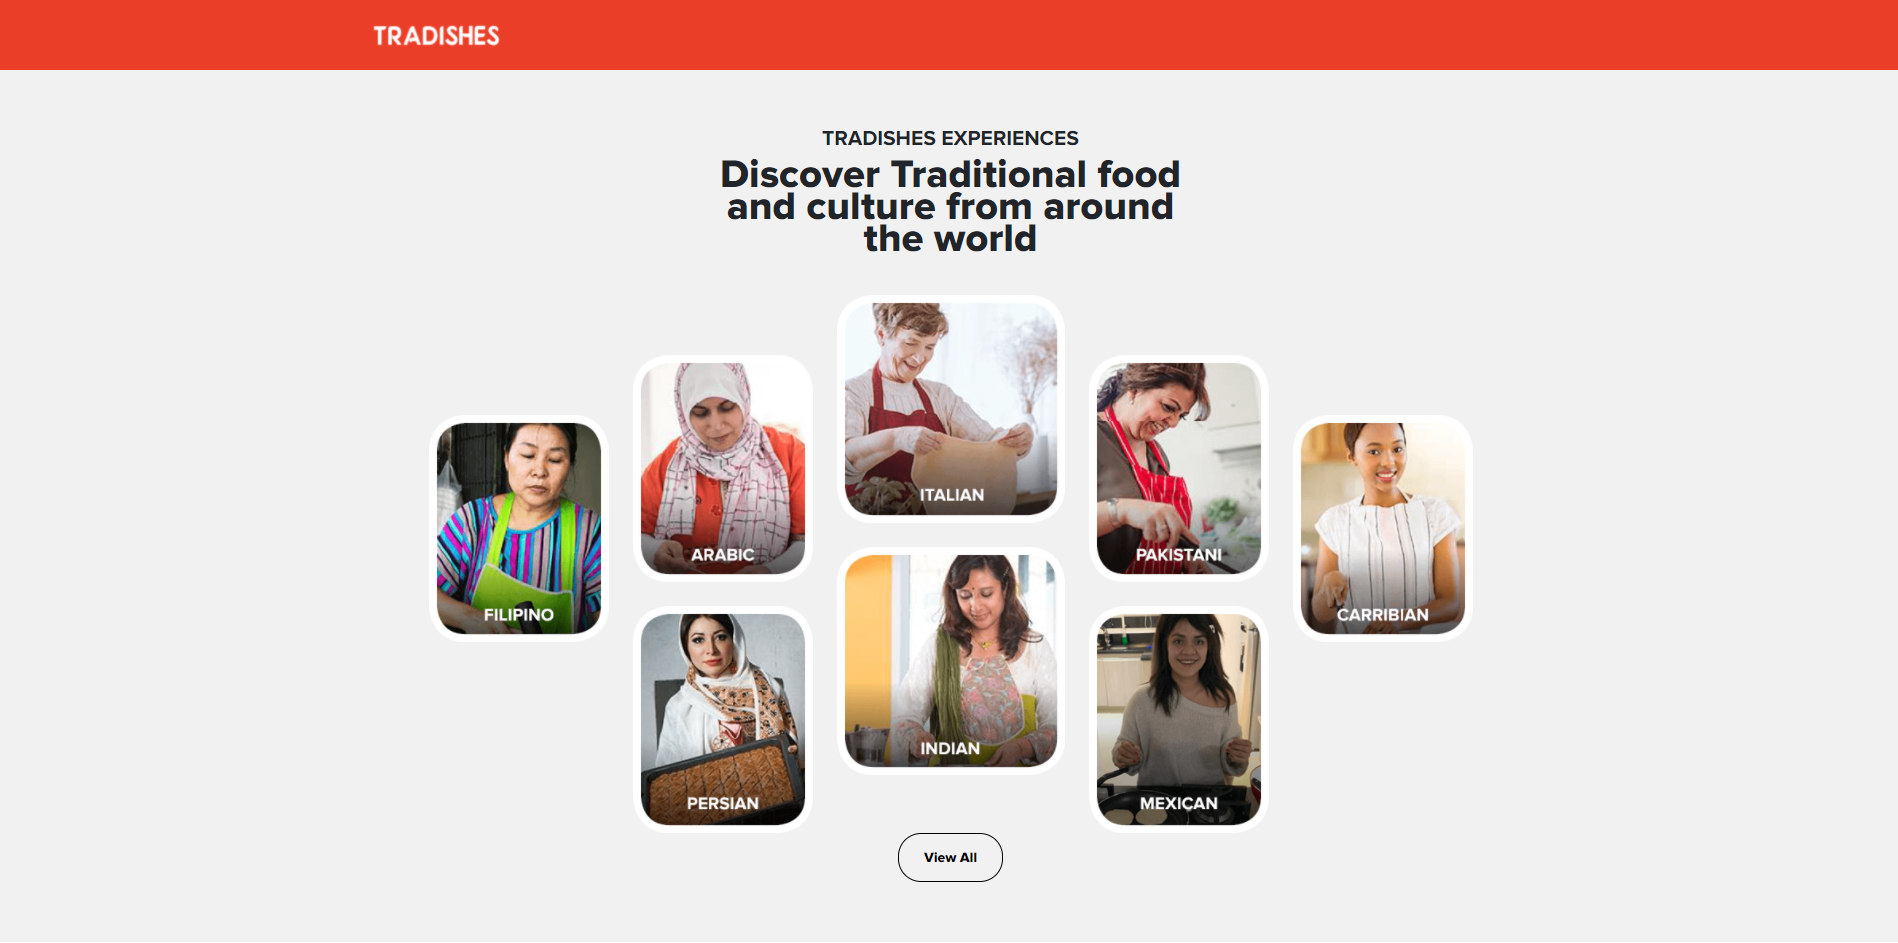 TRADISHES
TRADISHES EXPERIENCES
Discover Traditional food
and culture from around
the world
ITALIAN
ARABIC
PAKISTANI
FILIPINO
CARRIBIAN
INDIAN
PERSIAN
MEXICAN
View All